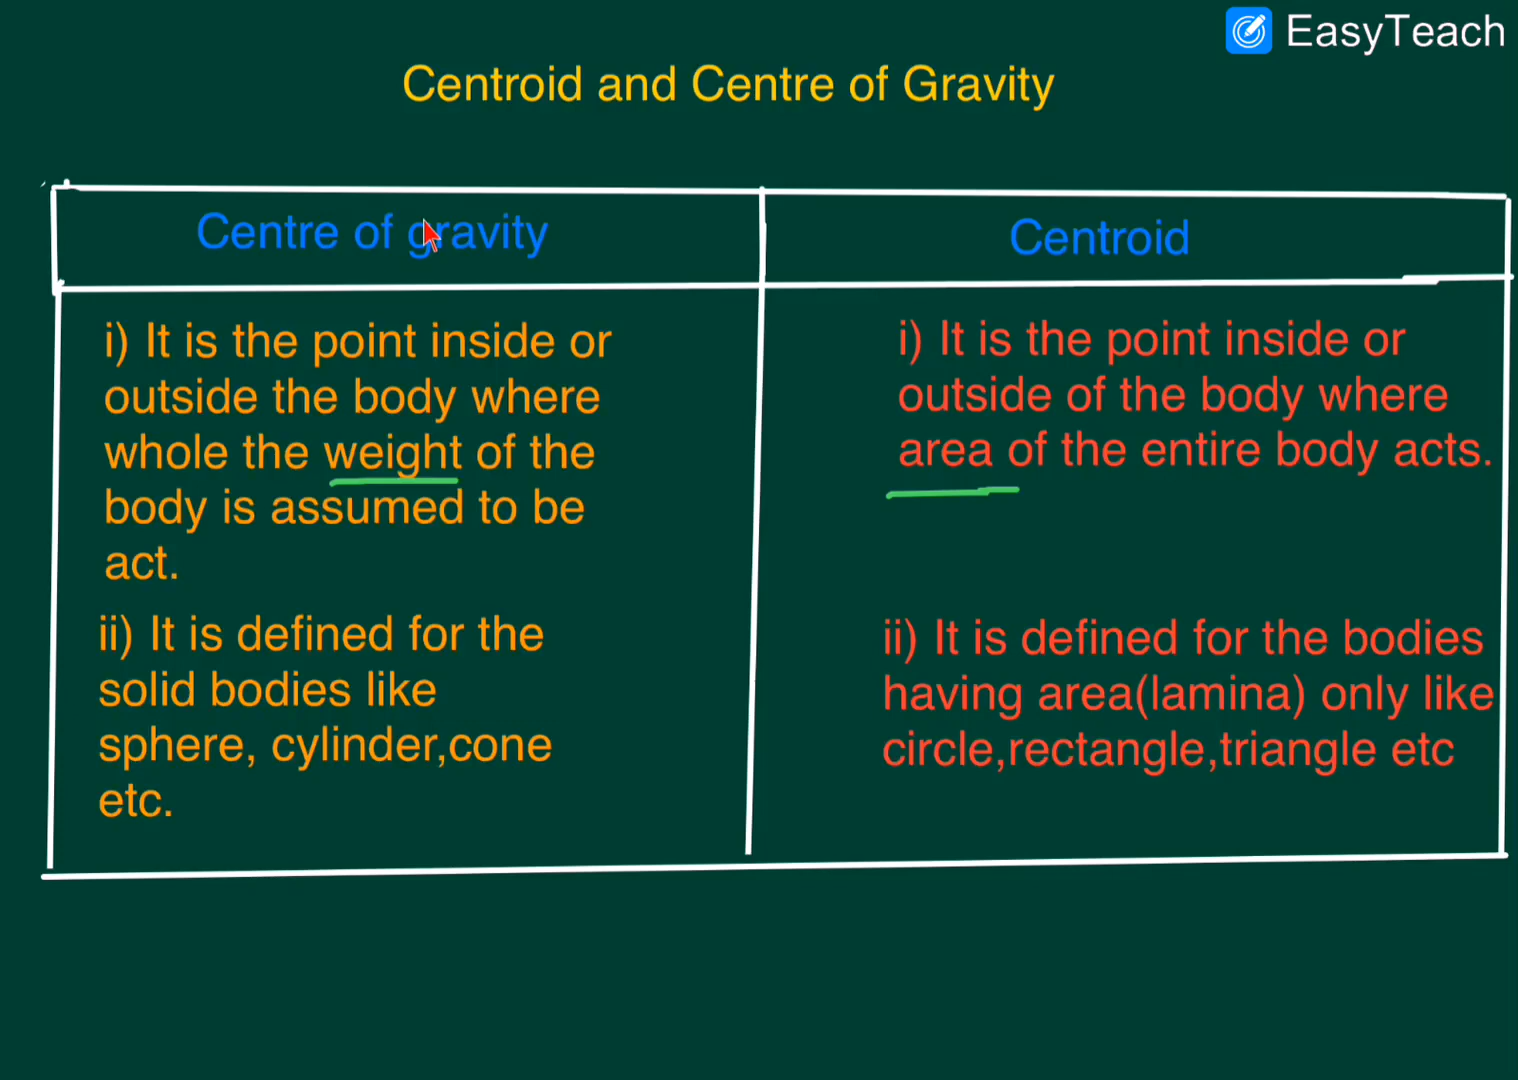 EasyTeach
Centroid and Centre of Gravity
Centre of gravity
Centroid
i) It is the point inside or
outside the body where
whole the weight of the
body is assumed to be
act.
ii) It is defined for the
solid bodies like
sphere, cylinder,cone
etc.
i) It is the point inside or
outside of the body where
area of the entire body acts.
ii) It is defined for the bodies
having area(lamina) only like
circle,rectangle,triangle etc